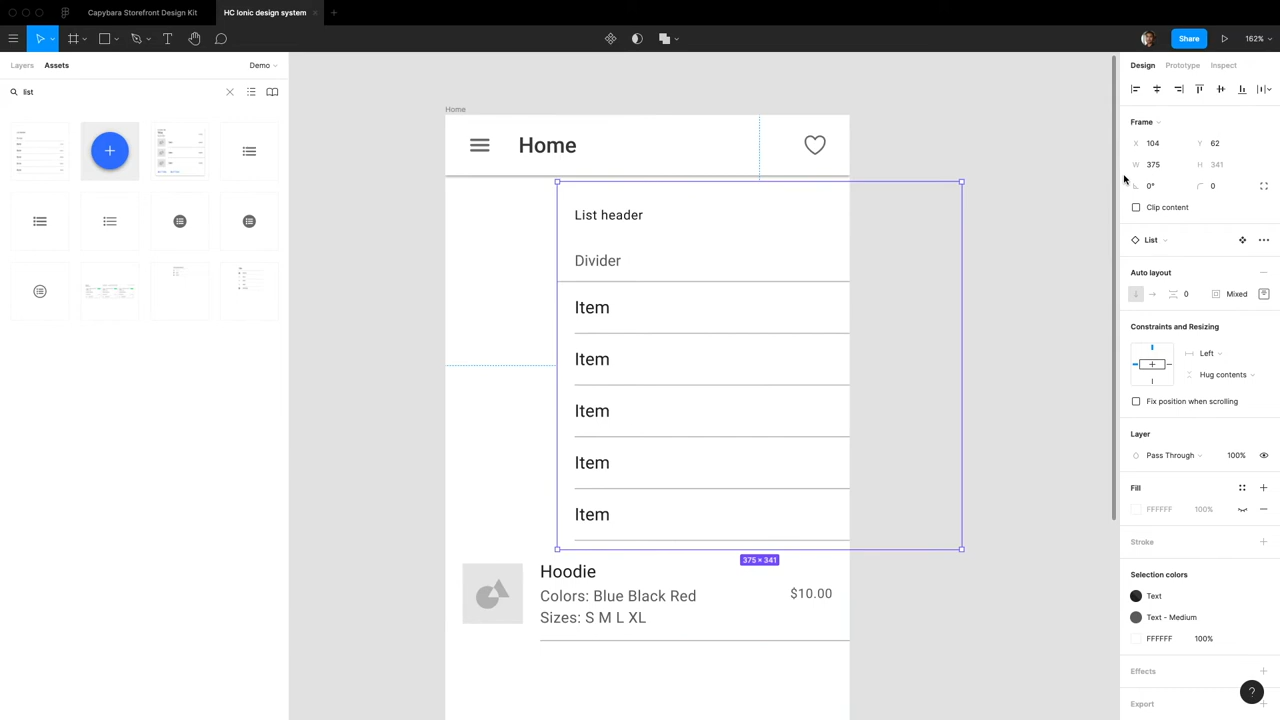 Capybara Storefront Design Kit
HC Ionic design system
Share
162%
Layers
Assets
Demo
Design
Prototype
Inspect
list
Home
Home
Frame
X 104 Y 62
W 375 H 341
0° 0
Clip content
List header
Divider
Item
Item
Item
Item
Item
375 × 341
Hoodie
Colors: Blue Black Red
Sizes: S M L XL
$10.00
List
Auto layout
0 Mixed
Constraints and Resizing
Left
Hug contents
Fix position when scrolling
Layer
Pass Through 100%
Fill
FFFFFF 100%
Stroke
Selection colors
Text
Text - Medium
FFFFFF 100%
Effects
Export
?